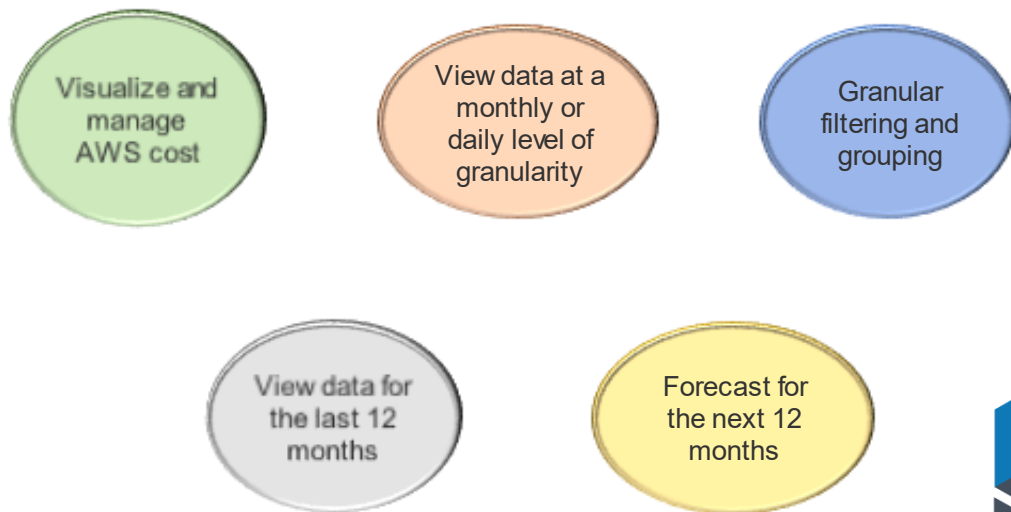 Visualize and
manage
AWS cost
View data at a
monthly or
daily level of
granularity
Granular
filtering and
grouping
View data for
the last 12
months
Forecast for
the next 12
months